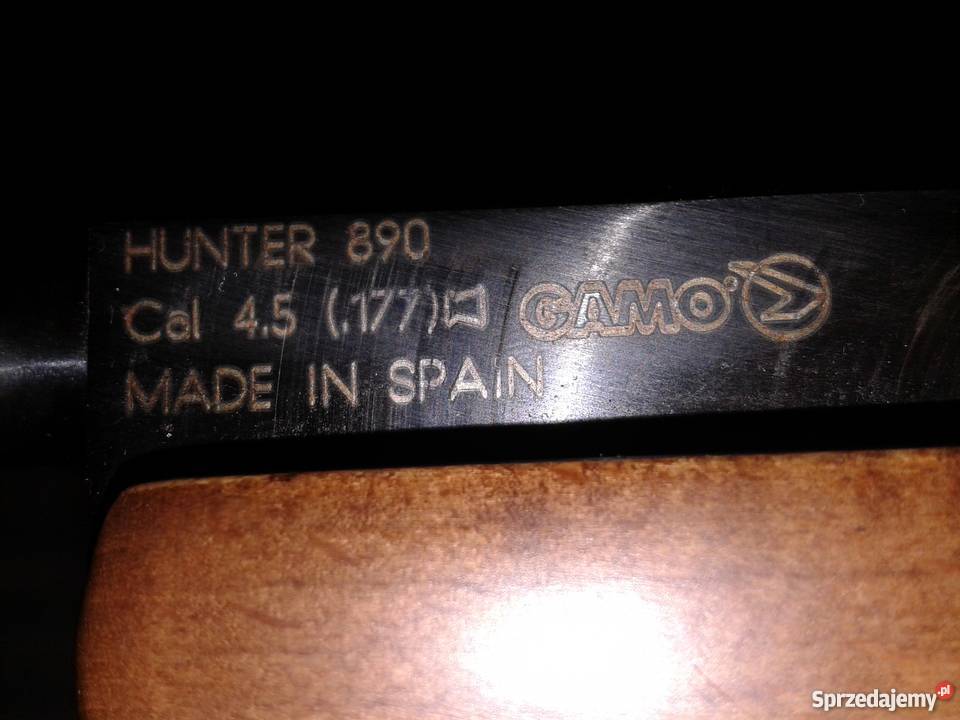 HUNTER 890
Cal 4.5 (.177) GAMO
MADE IN SPAIN
Sprzedajemy.pl